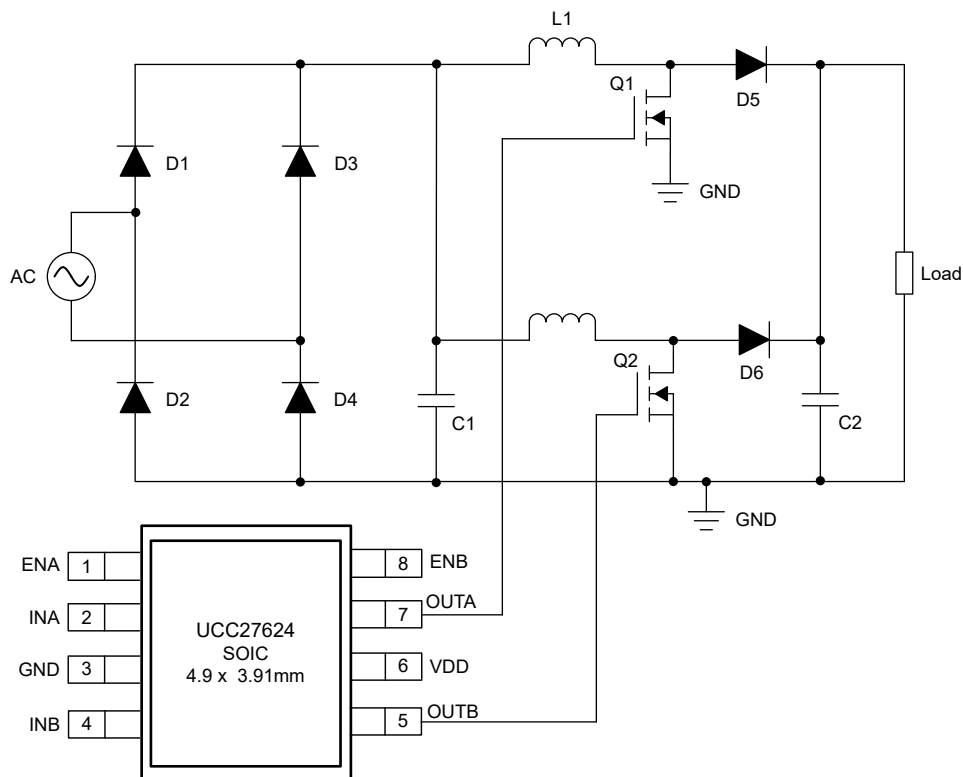 L1
Q1
D5
D1
D3
GND
AC
Load
Q2
D6
D2
D4
C1
C2
GND
ENA 1
8 ENB
INA 2
7 OUTA
UCC27624
SOIC
4.9 x 3.91mm
GND 3
6 VDD
INB 4
5 OUTB